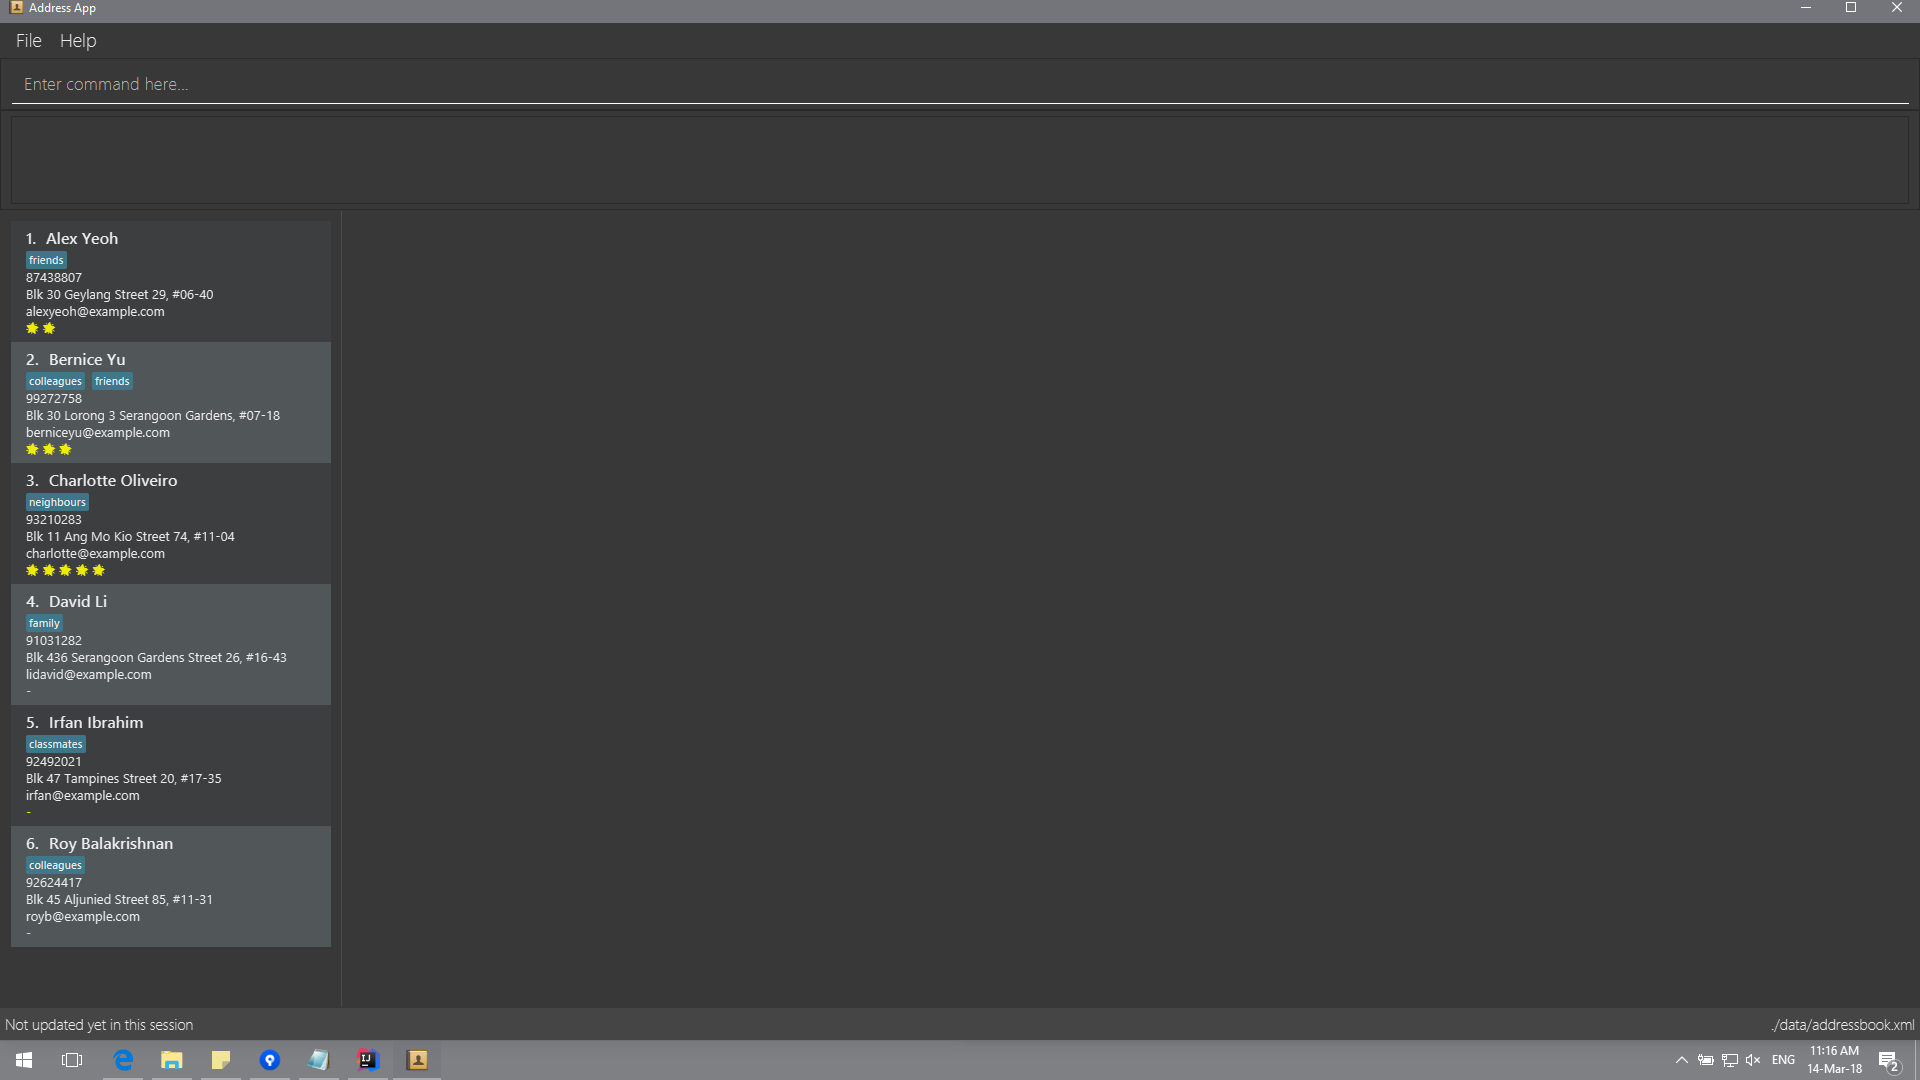 Address App
File Help
Enter command here...
1. Alex Yeoh
friends
87438807
Blk 30 Geylang Street 29, #06-40
alexyeoh@example.com
2. Bernice Yu
colleagues friends
99272758
Blk 30 Lorong 3 Serangoon Gardens, #07-18
berniceyu@example.com
3. Charlotte Oliveiro
neighbours
93210283
Blk 11 Ang Mo Kio Street 74, #11-04
charlotte@example.com
4. David Li
family
91031282
Blk 436 Serangoon Gardens Street 26, #16-43
lidavid@example.com
-
5. Irfan Ibrahim
classmates
92492021
Blk 47 Tampines Street 20, #17-35
irfan@example.com
-
6. Roy Balakrishnan
colleagues
92624417
Blk 45 Aljunied Street 85, #11-31
royb@example.com
-
Not updated yet in this session
./data/addressbook.xml
IJ
ENG
11:16 AM
14-Mar-18
2